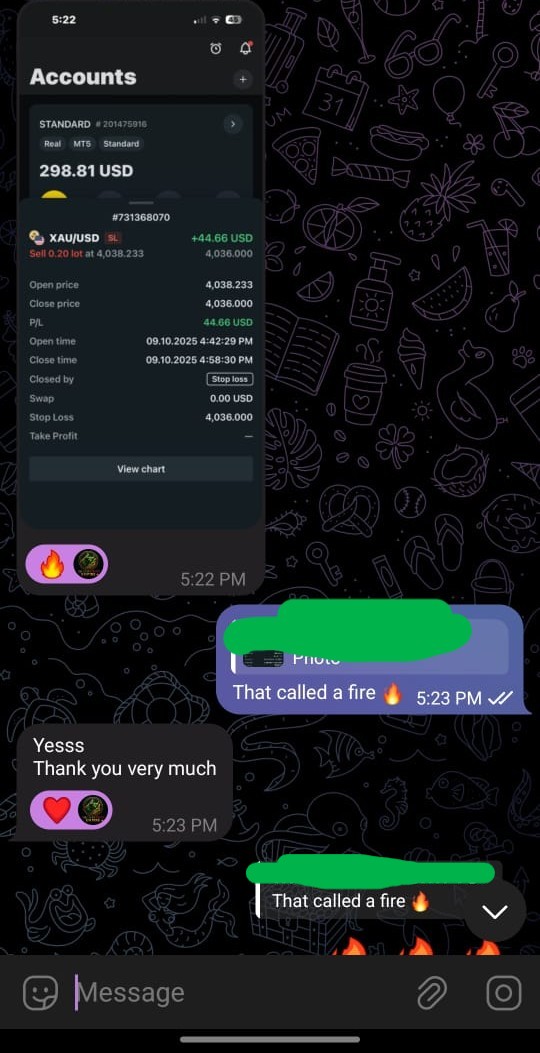 5:22
49
Accounts
STANDARD # 201475916
Real MT5 Standard
298.81 USD
#731368070
XAU/USD SL +44.66 USD
Sell 0.20 lot at 4,038.233 4,036.000
Open price 4,038.233
Close price 4,036.000
P/L 44.66 USD
Open time 09.10.2025 4:42:29 PM
Close time 09.10.2025 4:58:30 PM
Closed by Stop loss
Swap 0.00 USD
Stop Loss 4,036.000
Take Profit —
View chart
31
🔥
5:22 PM
Photo
That called a fire 🔥 5:23 PM
Yesss
Thank you very much
❤️
5:23 PM
That called a fire 🔥
🔥 🔥 🔥
Message